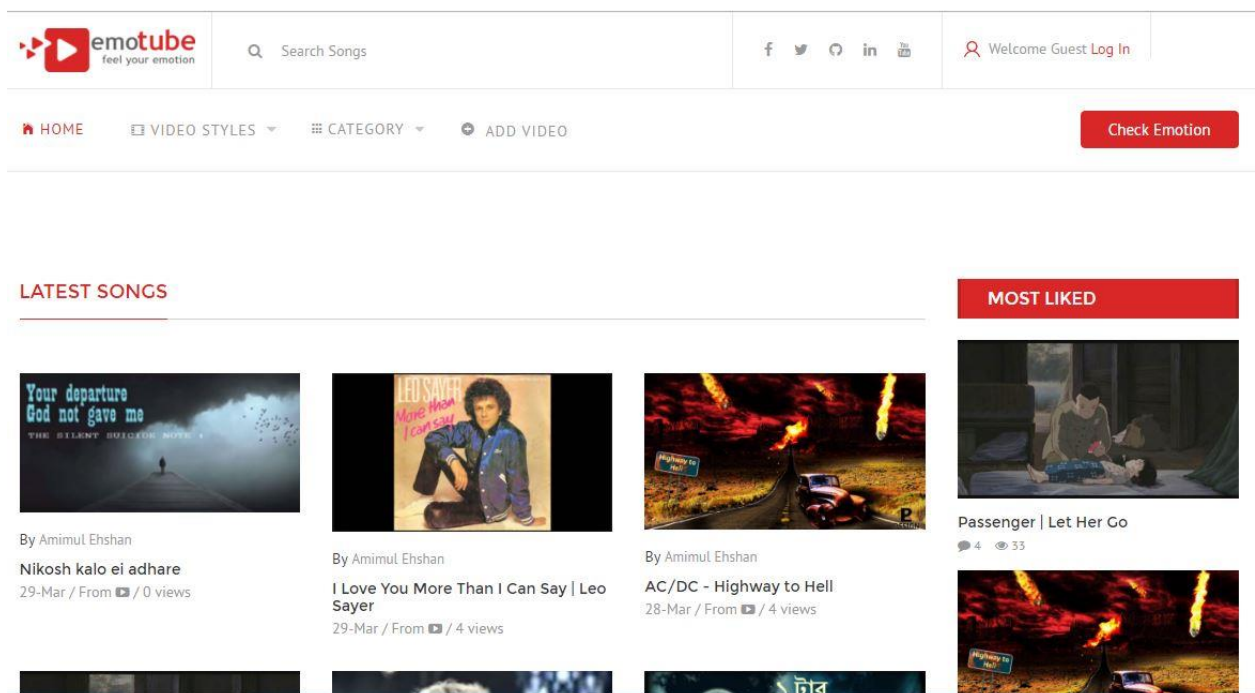 emotube
feel your emotion
Search Songs
Welcome Guest Log In
HOME
VIDEO STYLES
CATEGORY
ADD VIDEO
Check Emotion
LATEST SONGS
MOST LIKED
Your departure
God not gave me
THE SILENT SUICIDE NOTE
By Amimul Ehshan
Nikosh kalo ei adhare
29-Mar / From / 0 views
LEO SAYER
More than
I can say
By Amimul Ehshan
I Love You More Than I Can Say | Leo
Sayer
29-Mar / From / 4 views
Highway to
Hell
By Amimul Ehshan
AC/DC - Highway to Hell
28-Mar / From / 4 views
Passenger | Let Her Go
4 33
Highway to
Hell
১ টার